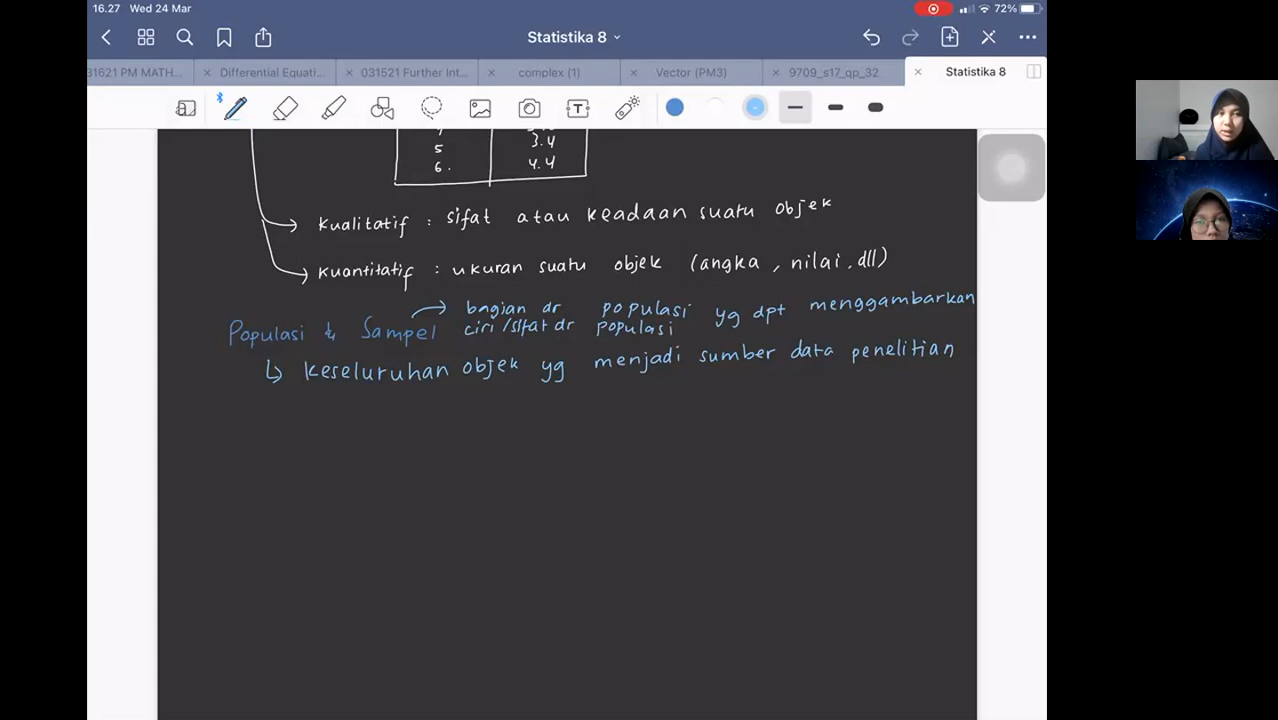 16.27 Wed 24 Mar
72%
Statistika 8
31621 PM MATH...
Differential Equati...
031521 Further Int...
complex (1)
Vector (PM3)
9709_s17_qp_32
Statistika 8
5 3.4
6. 4.4
Kualitatif : sifat atau keadaan suatu objek
Kuantitatif : ukuran suatu objek (angka, nilai, dll)
bagian dr populasi yg dpt menggambarkan
Populasi & Sampel ciri/sifat dr populasi
keseluruhan objek yg menjadi sumber data penelitian